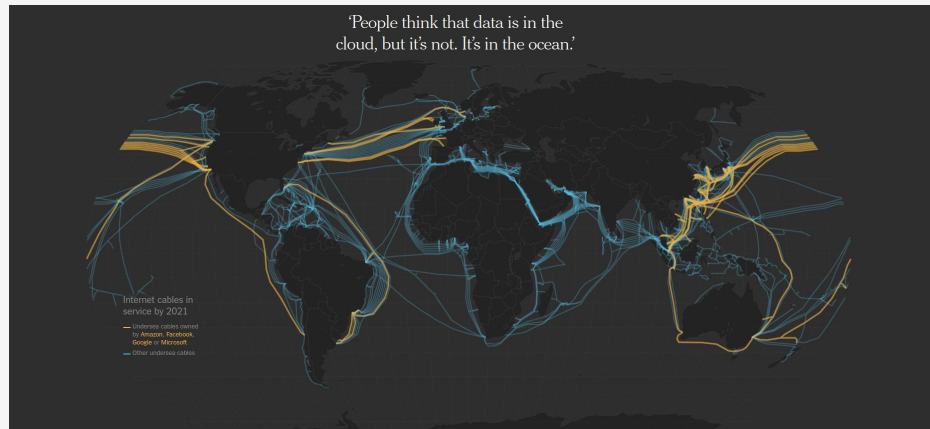 ‘People think that data is in the
cloud, but it’s not. It’s in the ocean.’
Internet cables in
service by 2021
Undersea cables owned
by Amazon, Facebook,
Google or Microsoft
Other undersea cables